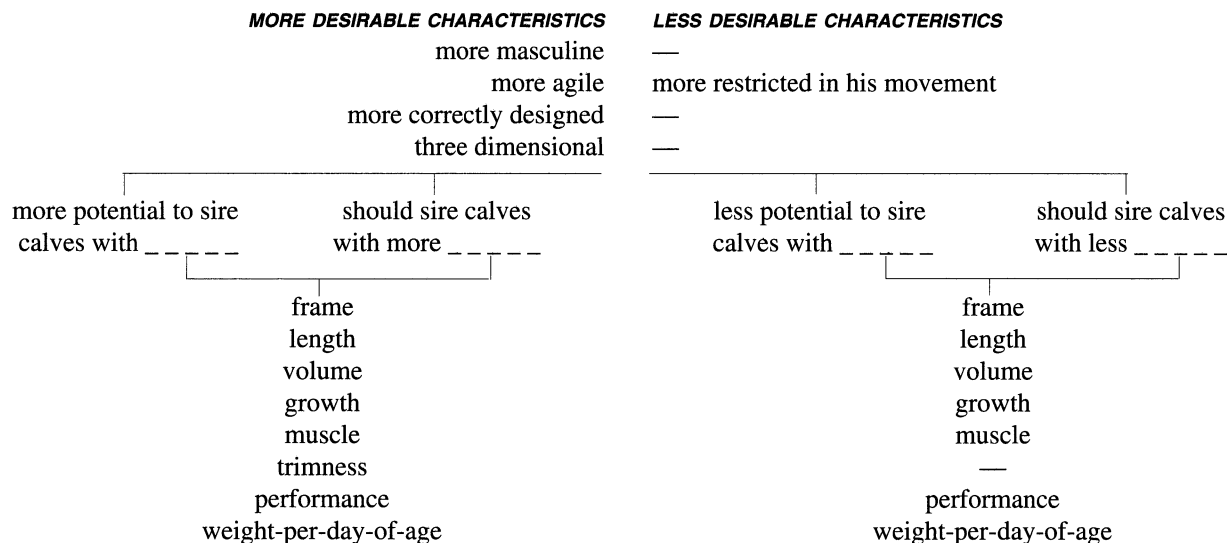 MORE DESIRABLE CHARACTERISTICS LESS DESIRABLE CHARACTERISTICS
more masculine —
more agile more restricted in his movement
more correctly designed —
three dimensional —
more potential to sire should sire calves less potential to sire should sire calves
calves with _ _ _ _ _ with more _ _ _ _ _ calves with _ _ _ _ _ with less _ _ _ _ _
frame frame
length length
volume volume
growth growth
muscle muscle
trimness —
performance performance
weight-per-day-of-age weight-per-day-of-age